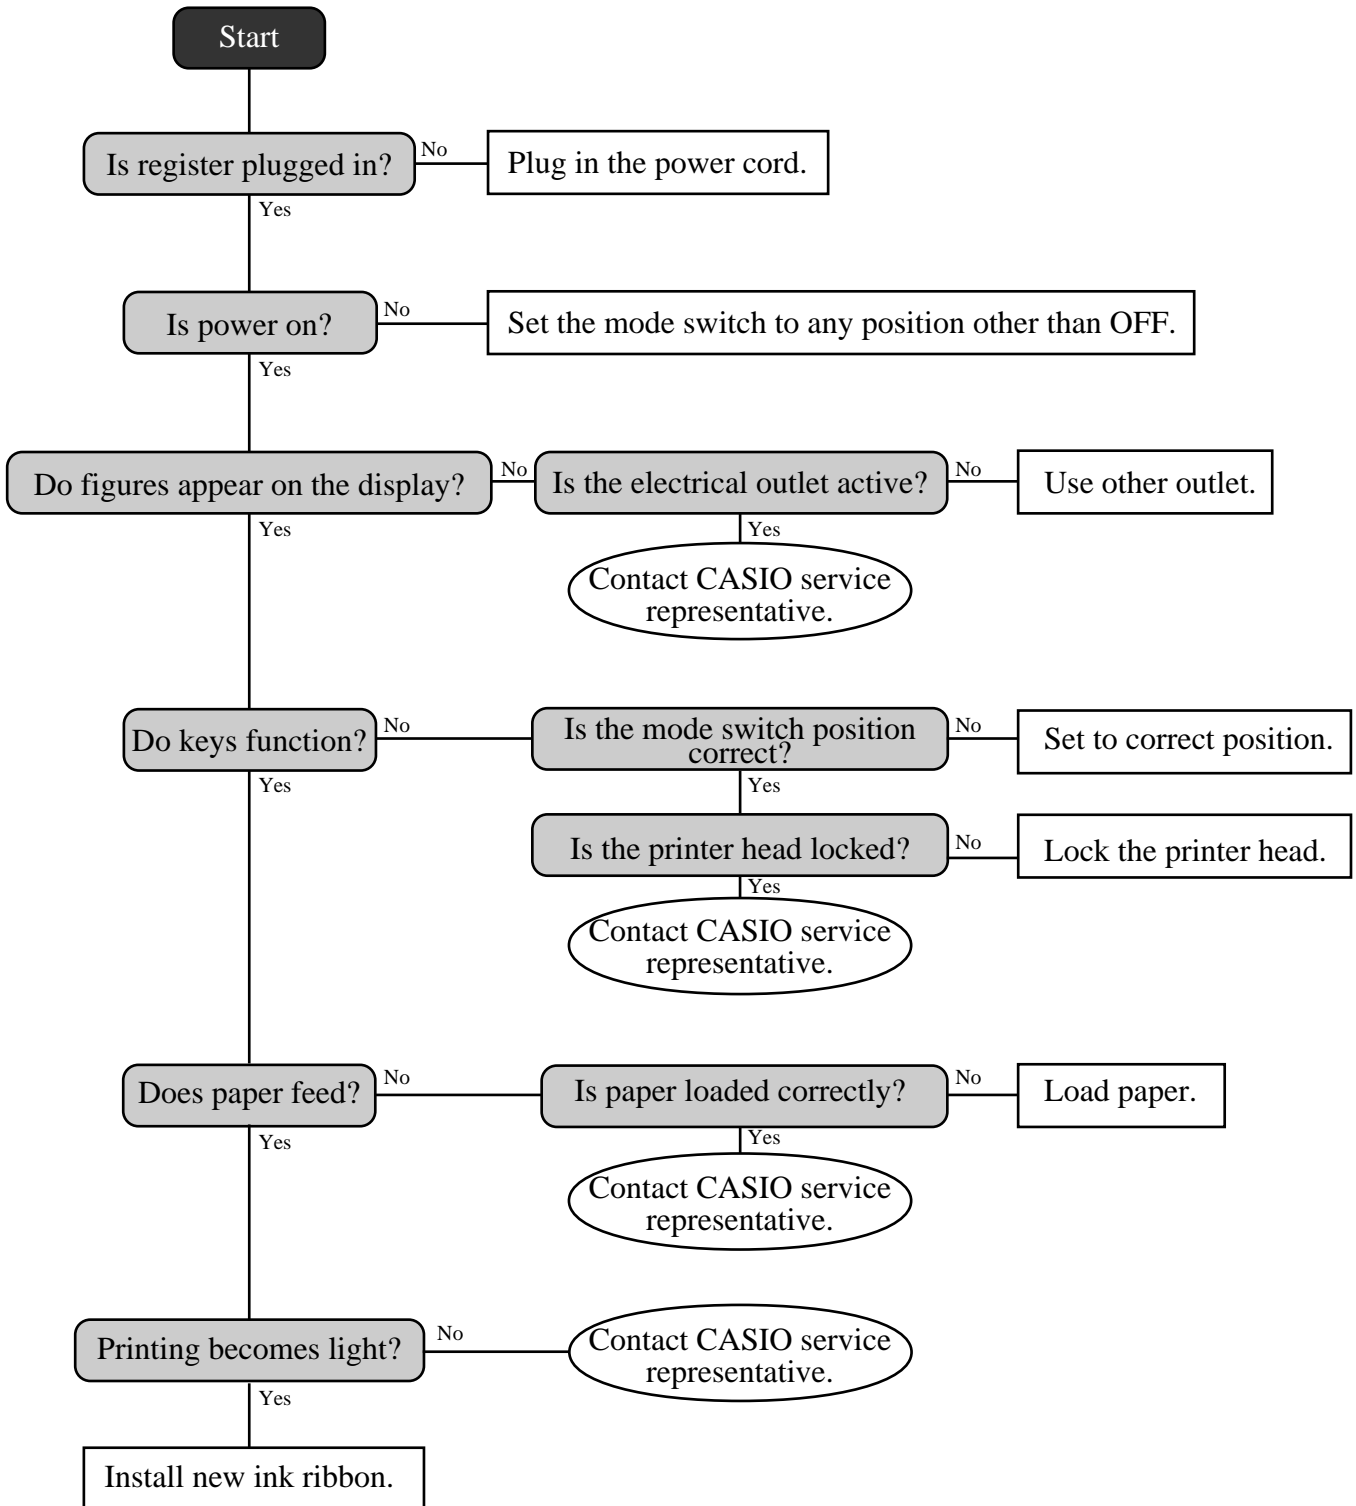 Start
Is register plugged in?
No
Plug in the power cord.
Yes
Is power on?
No
Set the mode switch to any position other than OFF.
Yes
Do figures appear on the display?
No
Is the electrical outlet active?
No
Use other outlet.
Yes
Yes
Contact CASIO service
representative.
Do keys function?
No
Is the mode switch position
correct?
No
Set to correct position.
Yes
Yes
Is the printer head locked?
No
Lock the printer head.
Yes
Contact CASIO service
representative.
Does paper feed?
No
Is paper loaded correctly?
No
Load paper.
Yes
Yes
Contact CASIO service
representative.
Printing becomes light?
No
Contact CASIO service
representative.
Yes
Install new ink ribbon.